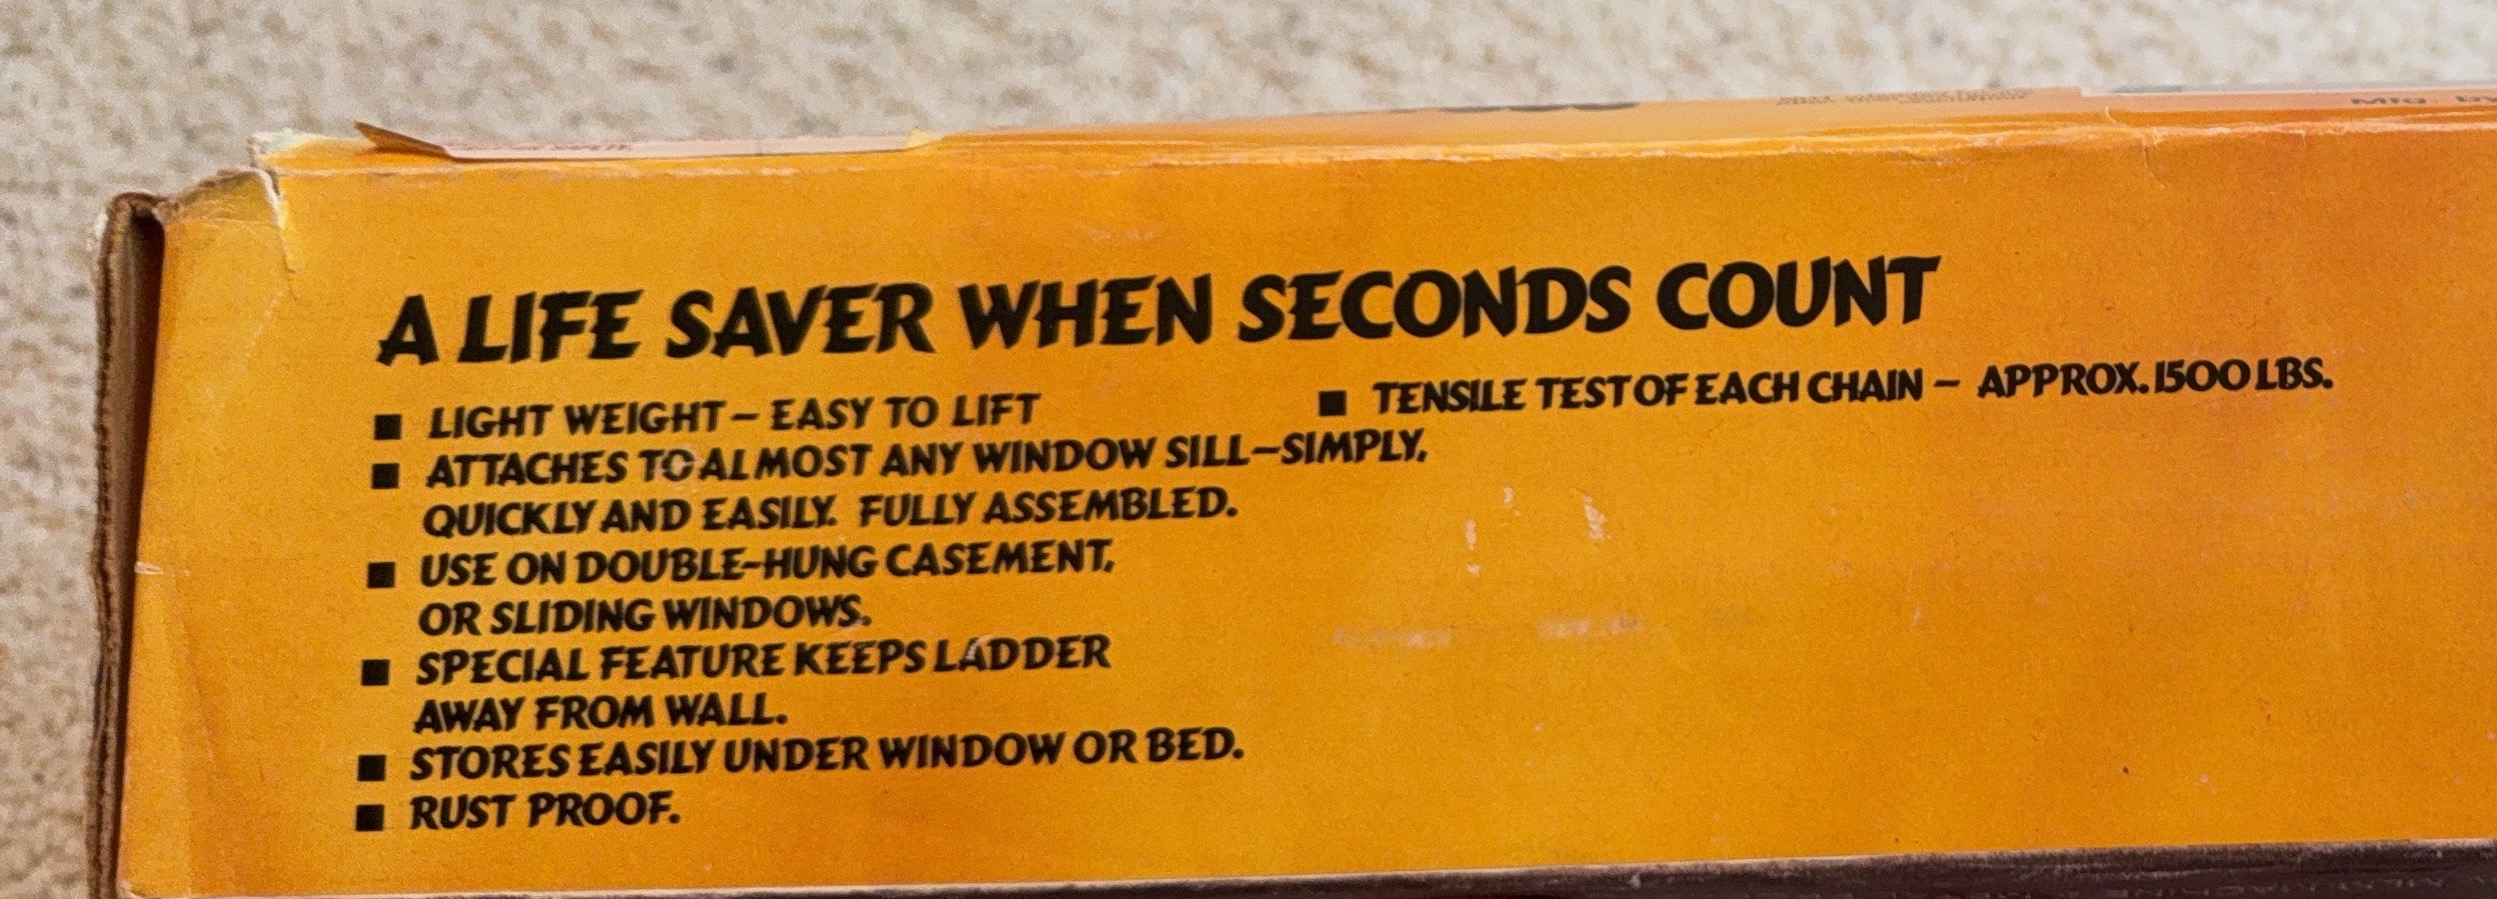 Mfg. by
A LIFE SAVER WHEN SECONDS COUNT
■ LIGHT WEIGHT – EASY TO LIFT
■ TENSILE TEST OF EACH CHAIN – APPROX. 1500 LBS.
■ ATTACHES TO ALMOST ANY WINDOW SILL–SIMPLY,
QUICKLY AND EASILY. FULLY ASSEMBLED.
■ USE ON DOUBLE-HUNG CASEMENT,
OR SLIDING WINDOWS.
■ SPECIAL FEATURE KEEPS LADDER
AWAY FROM WALL.
■ STORES EASILY UNDER WINDOW OR BED.
■ RUST PROOF.